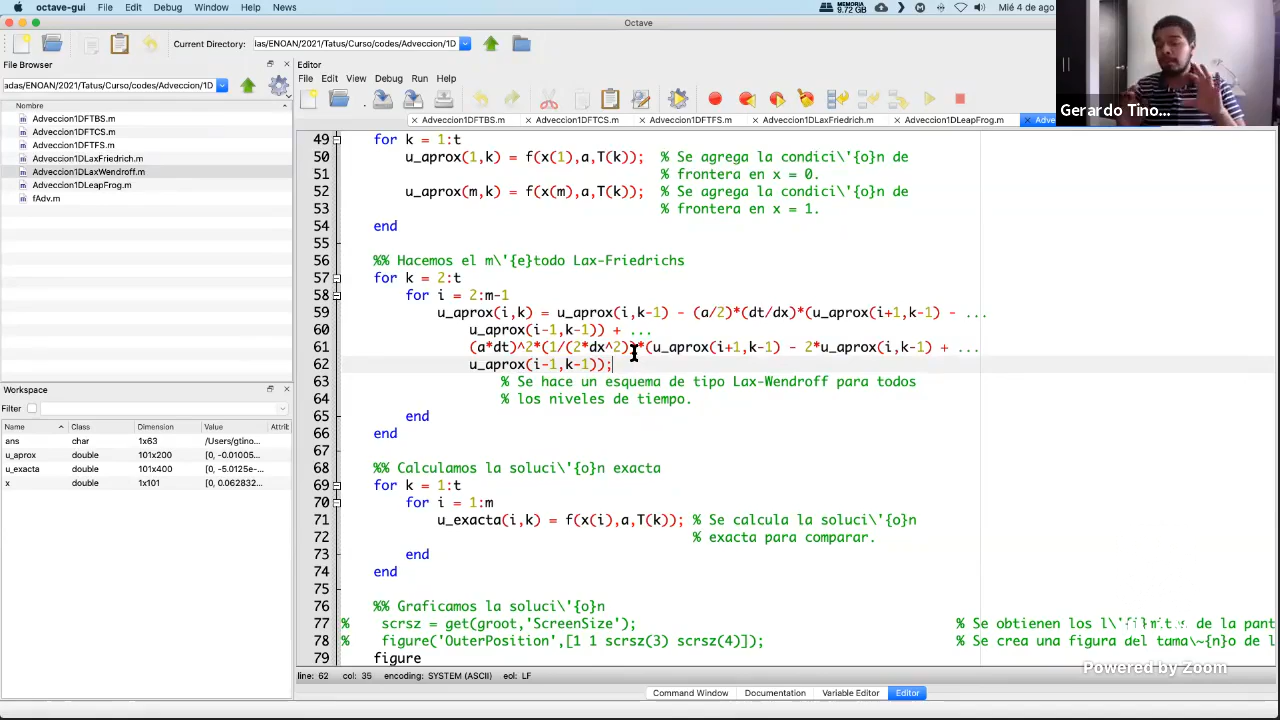 octave-gui File Edit Debug Window Help News MEMORIA 9.72 GB Mié 4 de ago
Octave
Current Directory: las/ENOAN/2021/Tatus/Curso/codes/Adveccion/1D
File Browser
adas/ENOAN/2021/Tatus/Curso/codes/Adveccion/1D
Nombre
Adveccion1DFTBS.m
Adveccion1DFTCS.m
Adveccion1DFTFS.m
Adveccion1DLaxFriedrich.m
Adveccion1DLaxWendroff.m
Adveccion1DLeapFrog.m
fAdv.m
Workspace
Filter
Name Class Dimension Value Attrib
ans char 1x63 /Users/gtino...
u_aprox double 101x200 [0, -0.01005...
u_exacta double 101x400 [0, -5.0125e-...
x double 1x101 [0, 0.062832...
Editor
File Edit View Debug Run Help
Adveccion1DFTBS.m Adveccion1DFTCS.m Adveccion1DFTFS.m Adveccion1DLaxFriedrich.m Adveccion1DLeapFrog.m Adve
49 for k = 1:t
50 u_aprox(1,k) = f(x(1),a,T(k)); % Se agrega la condici\'{o}n de
51 % frontera en x = 0.
52 u_aprox(m,k) = f(x(m),a,T(k)); % Se agrega la condici\'{o}n de
53 % frontera en x = 1.
54 end
55
56 %% Hacemos el m\'{e}todo Lax-Friedrichs
57 for k = 2:t
58 for i = 2:m-1
59 u_aprox(i,k) = u_aprox(i,k-1) - (a/2)*(dt/dx)*(u_aprox(i+1,k-1) - ...
60 u_aprox(i-1,k-1)) + ...
61 (a*dt)^2*(1/(2*dx^2))*(u_aprox(i+1,k-1) - 2*u_aprox(i,k-1) + ...
62 u_aprox(i-1,k-1));
63 % Se hace un esquema de tipo Lax-Wendroff para todos
64 % los niveles de tiempo.
65 end
66 end
67
68 %% Calculamos la soluci\'{o}n exacta
69 for k = 1:t
70 for i = 1:m
71 u_exacta(i,k) = f(x(i),a,T(k)); % Se calcula la soluci\'{o}n
72 % exacta para comparar.
73 end
74 end
75
76 %% Graficamos la soluci\'{o}n
77 % scrsz = get(groot,'ScreenSize'); % Se obtienen los l\'{i}mites de la pant
78 % figure('OuterPosition',[1 1 scrsz(3) scrsz(4)]); % Se crea una figura del tama\~{n}o de l
79 figure
line: 62 col: 35 encoding: SYSTEM (ASCII) eol: LF
Command Window Documentation Variable Editor Editor
Gerardo Tino...
Powered by Zoom